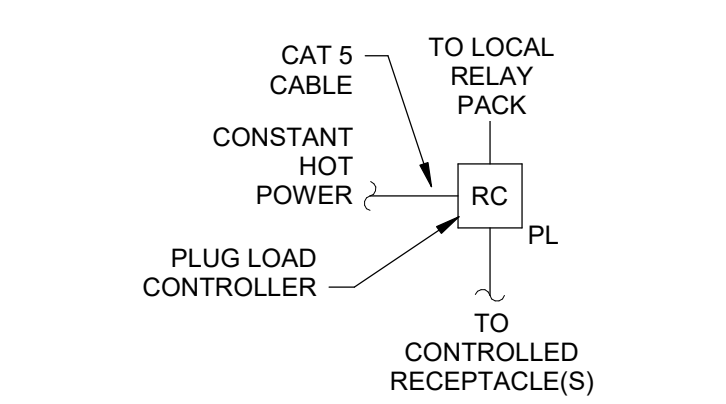 CAT 5
CABLE
TO LOCAL
RELAY
PACK
CONSTANT
HOT
POWER
RC
PL
PLUG LOAD
CONTROLLER
TO
CONTROLLED
RECEPTACLE(S)